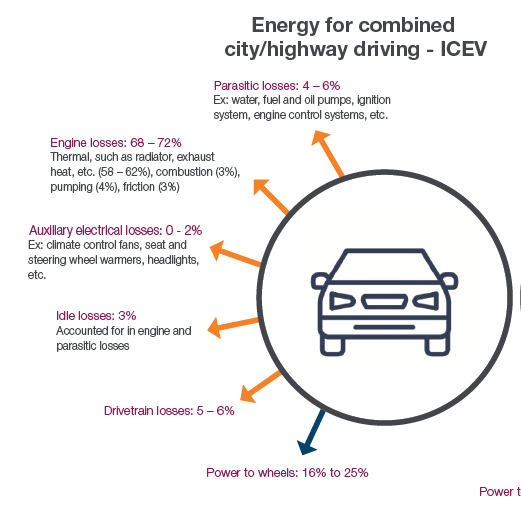 Energy for combined
city/highway driving - ICEV
Parasitic losses: 4 – 6%
Ex: water, fuel and oil pumps, ignition
system, engine control systems, etc.
Engine losses: 68 – 72%
Thermal, such as radiator, exhaust
heat, etc. (58 – 62%), combustion (3%),
pumping (4%), friction (3%)
Auxiliary electrical losses: 0 - 2%
Ex: climate control fans, seat and
steering wheel warmers, headlights,
etc.
Idle losses: 3%
Accounted for in engine and
parasitic losses
Drivetrain losses: 5 – 6%
Power to wheels: 16% to 25%
Power t